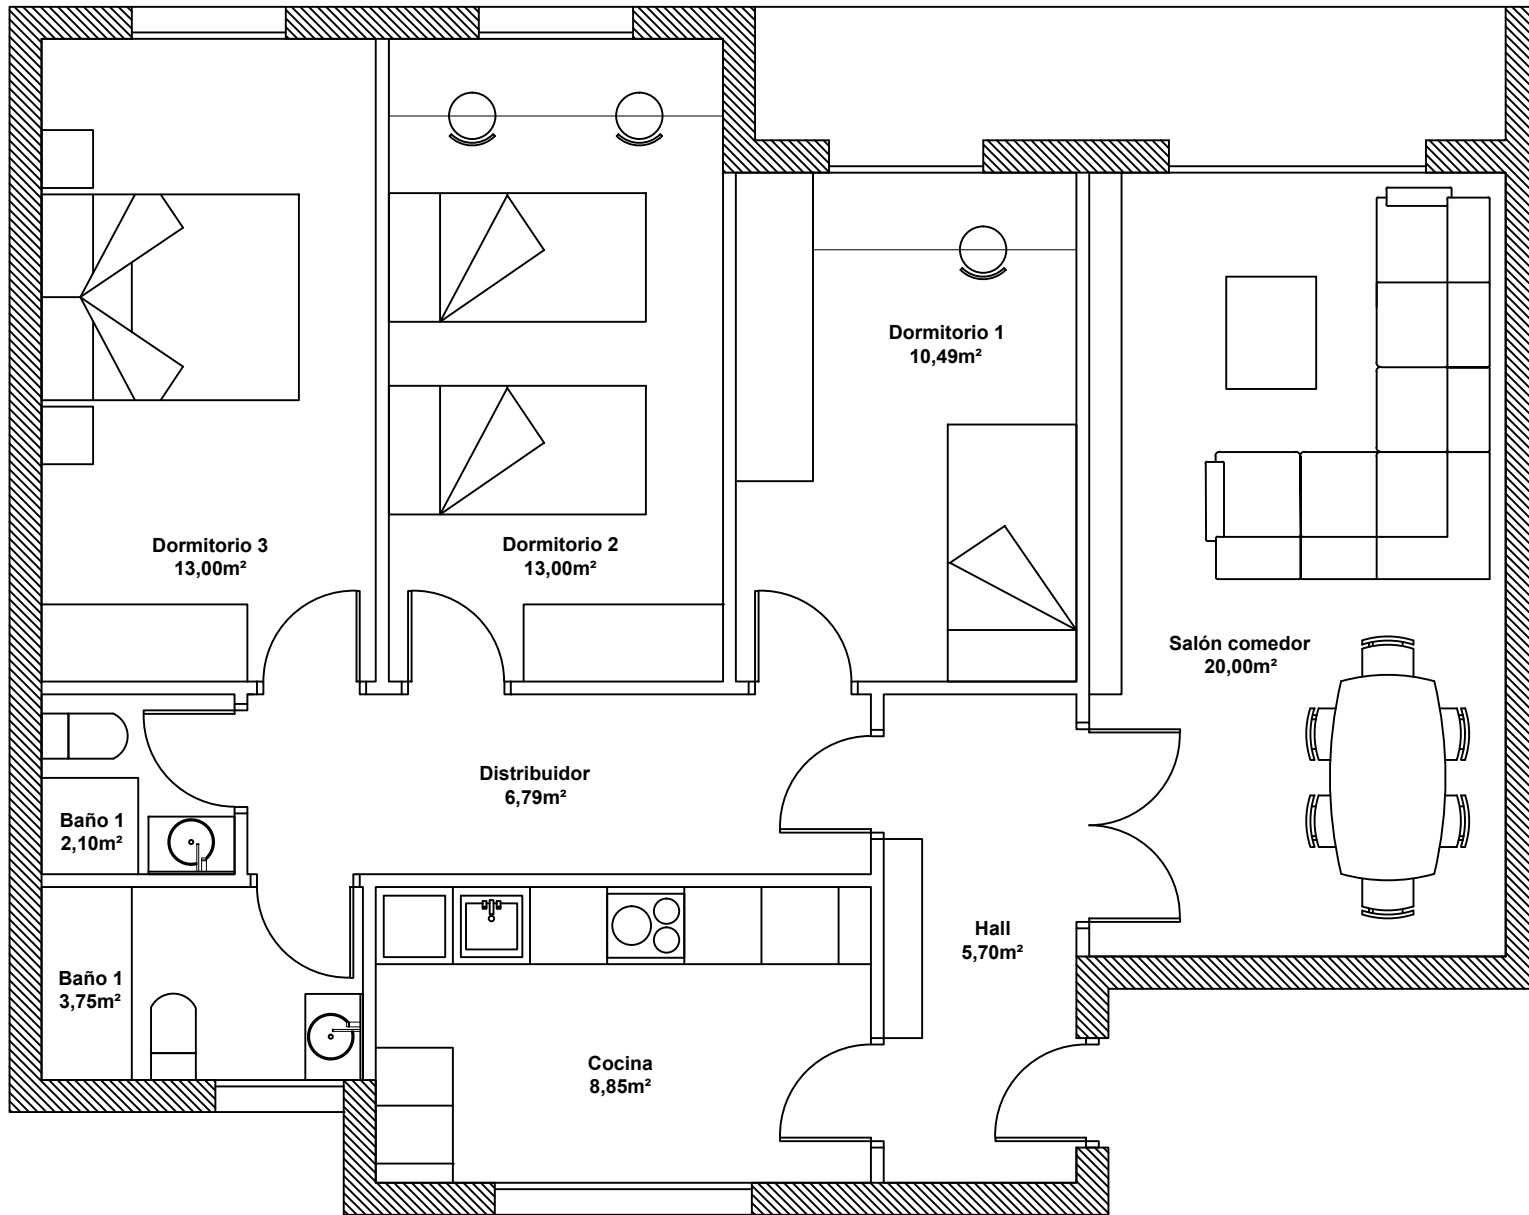 Dormitorio 1
10,49m²
Dormitorio 3
13,00m²
Dormitorio 2
13,00m²
Salón comedor
20,00m²
Distribuidor
6,79m²
Baño 1
2,10m²
Hall
5,70m²
Baño 1
3,75m²
Cocina
8,85m²